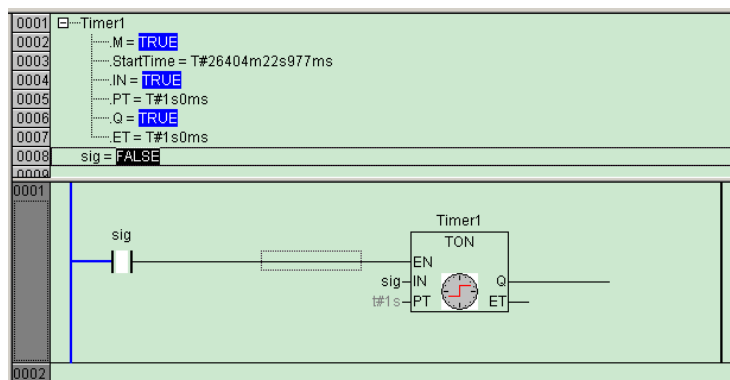 0001 Timer1
0002 .M = TRUE
0003 .StartTime = T#26404m22s977ms
0004 .IN = TRUE
0005 .PT = T#1s0ms
0006 .Q = TRUE
0007 .ET = T#1s0ms
0008 sig = FALSE
0009
0001
Timer1
sig TON
EN
sig IN Q
t#1s PT ET
0002